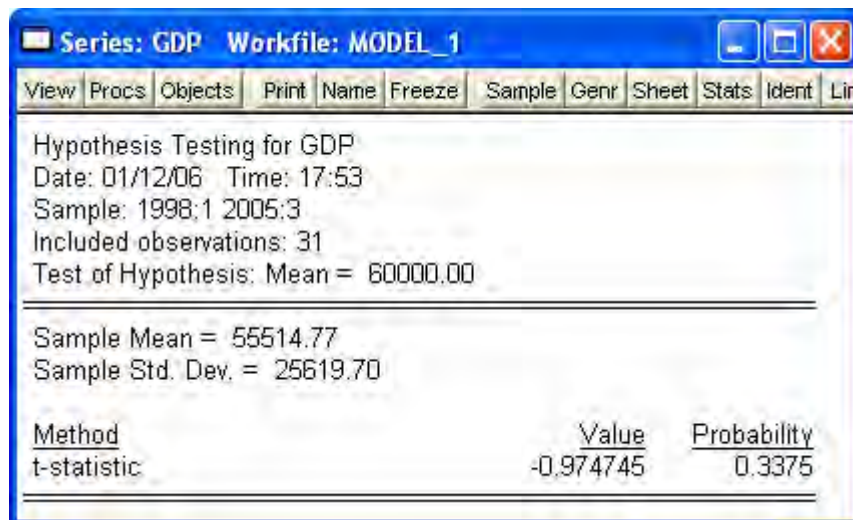 Series: GDP Workfile: MODEL_1
View Procs Objects Print Name Freeze Sample Genr Sheet Stats Ident
Hypothesis Testing for GDP
Date: 01/12/06 Time: 17:53
Sample: 1998:1 2005:3
Included observations: 31
Test of Hypothesis: Mean = 60000.00
Sample Mean = 55514.77
Sample Std. Dev. = 25619.70
Method Value Probability
t-statistic -0.974745 0.3375